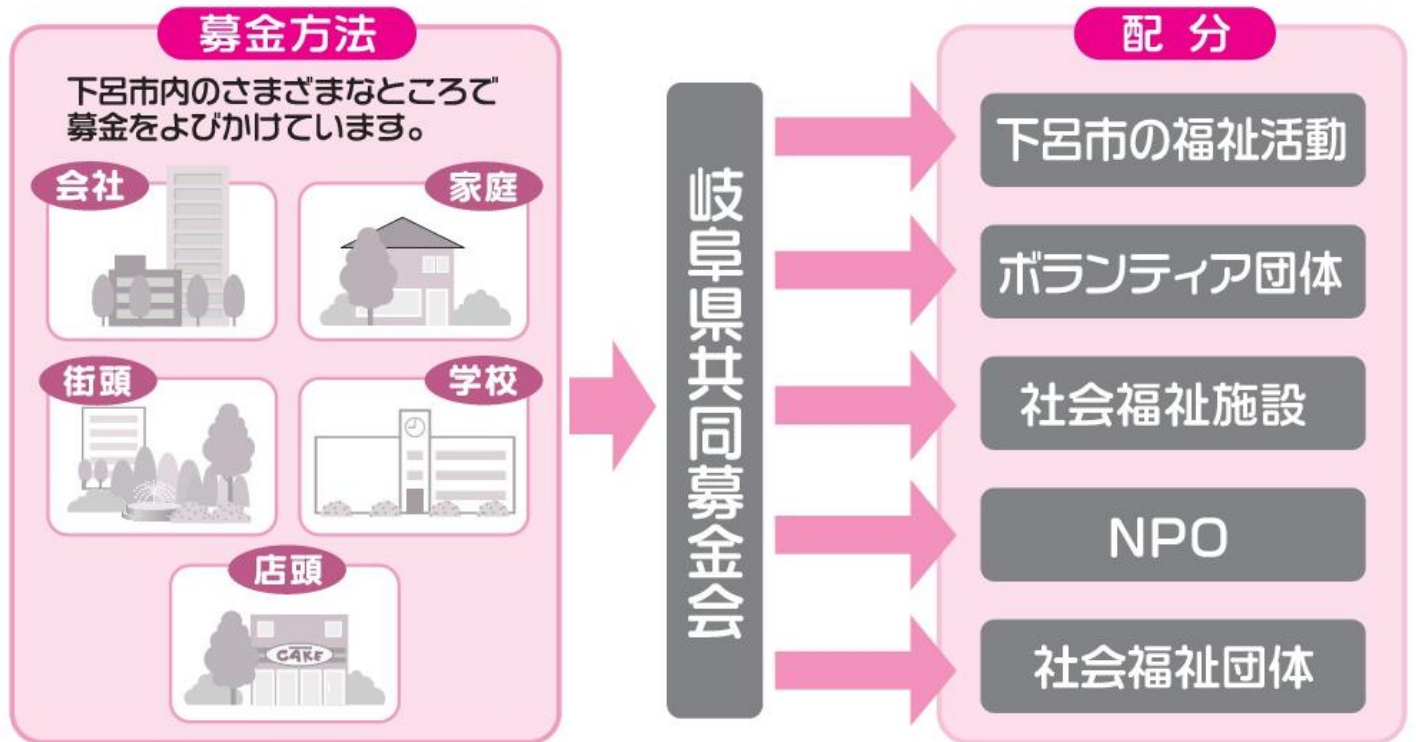 募金方法
下呂市内のさまざまなところで
募金をよびかけています。
会社
家庭
街頭
学校
店頭
CAKE
岐阜県共同募金会
配分
下呂市の福祉活動
ボランティア団体
社会福祉施設
NPO
社会福祉団体